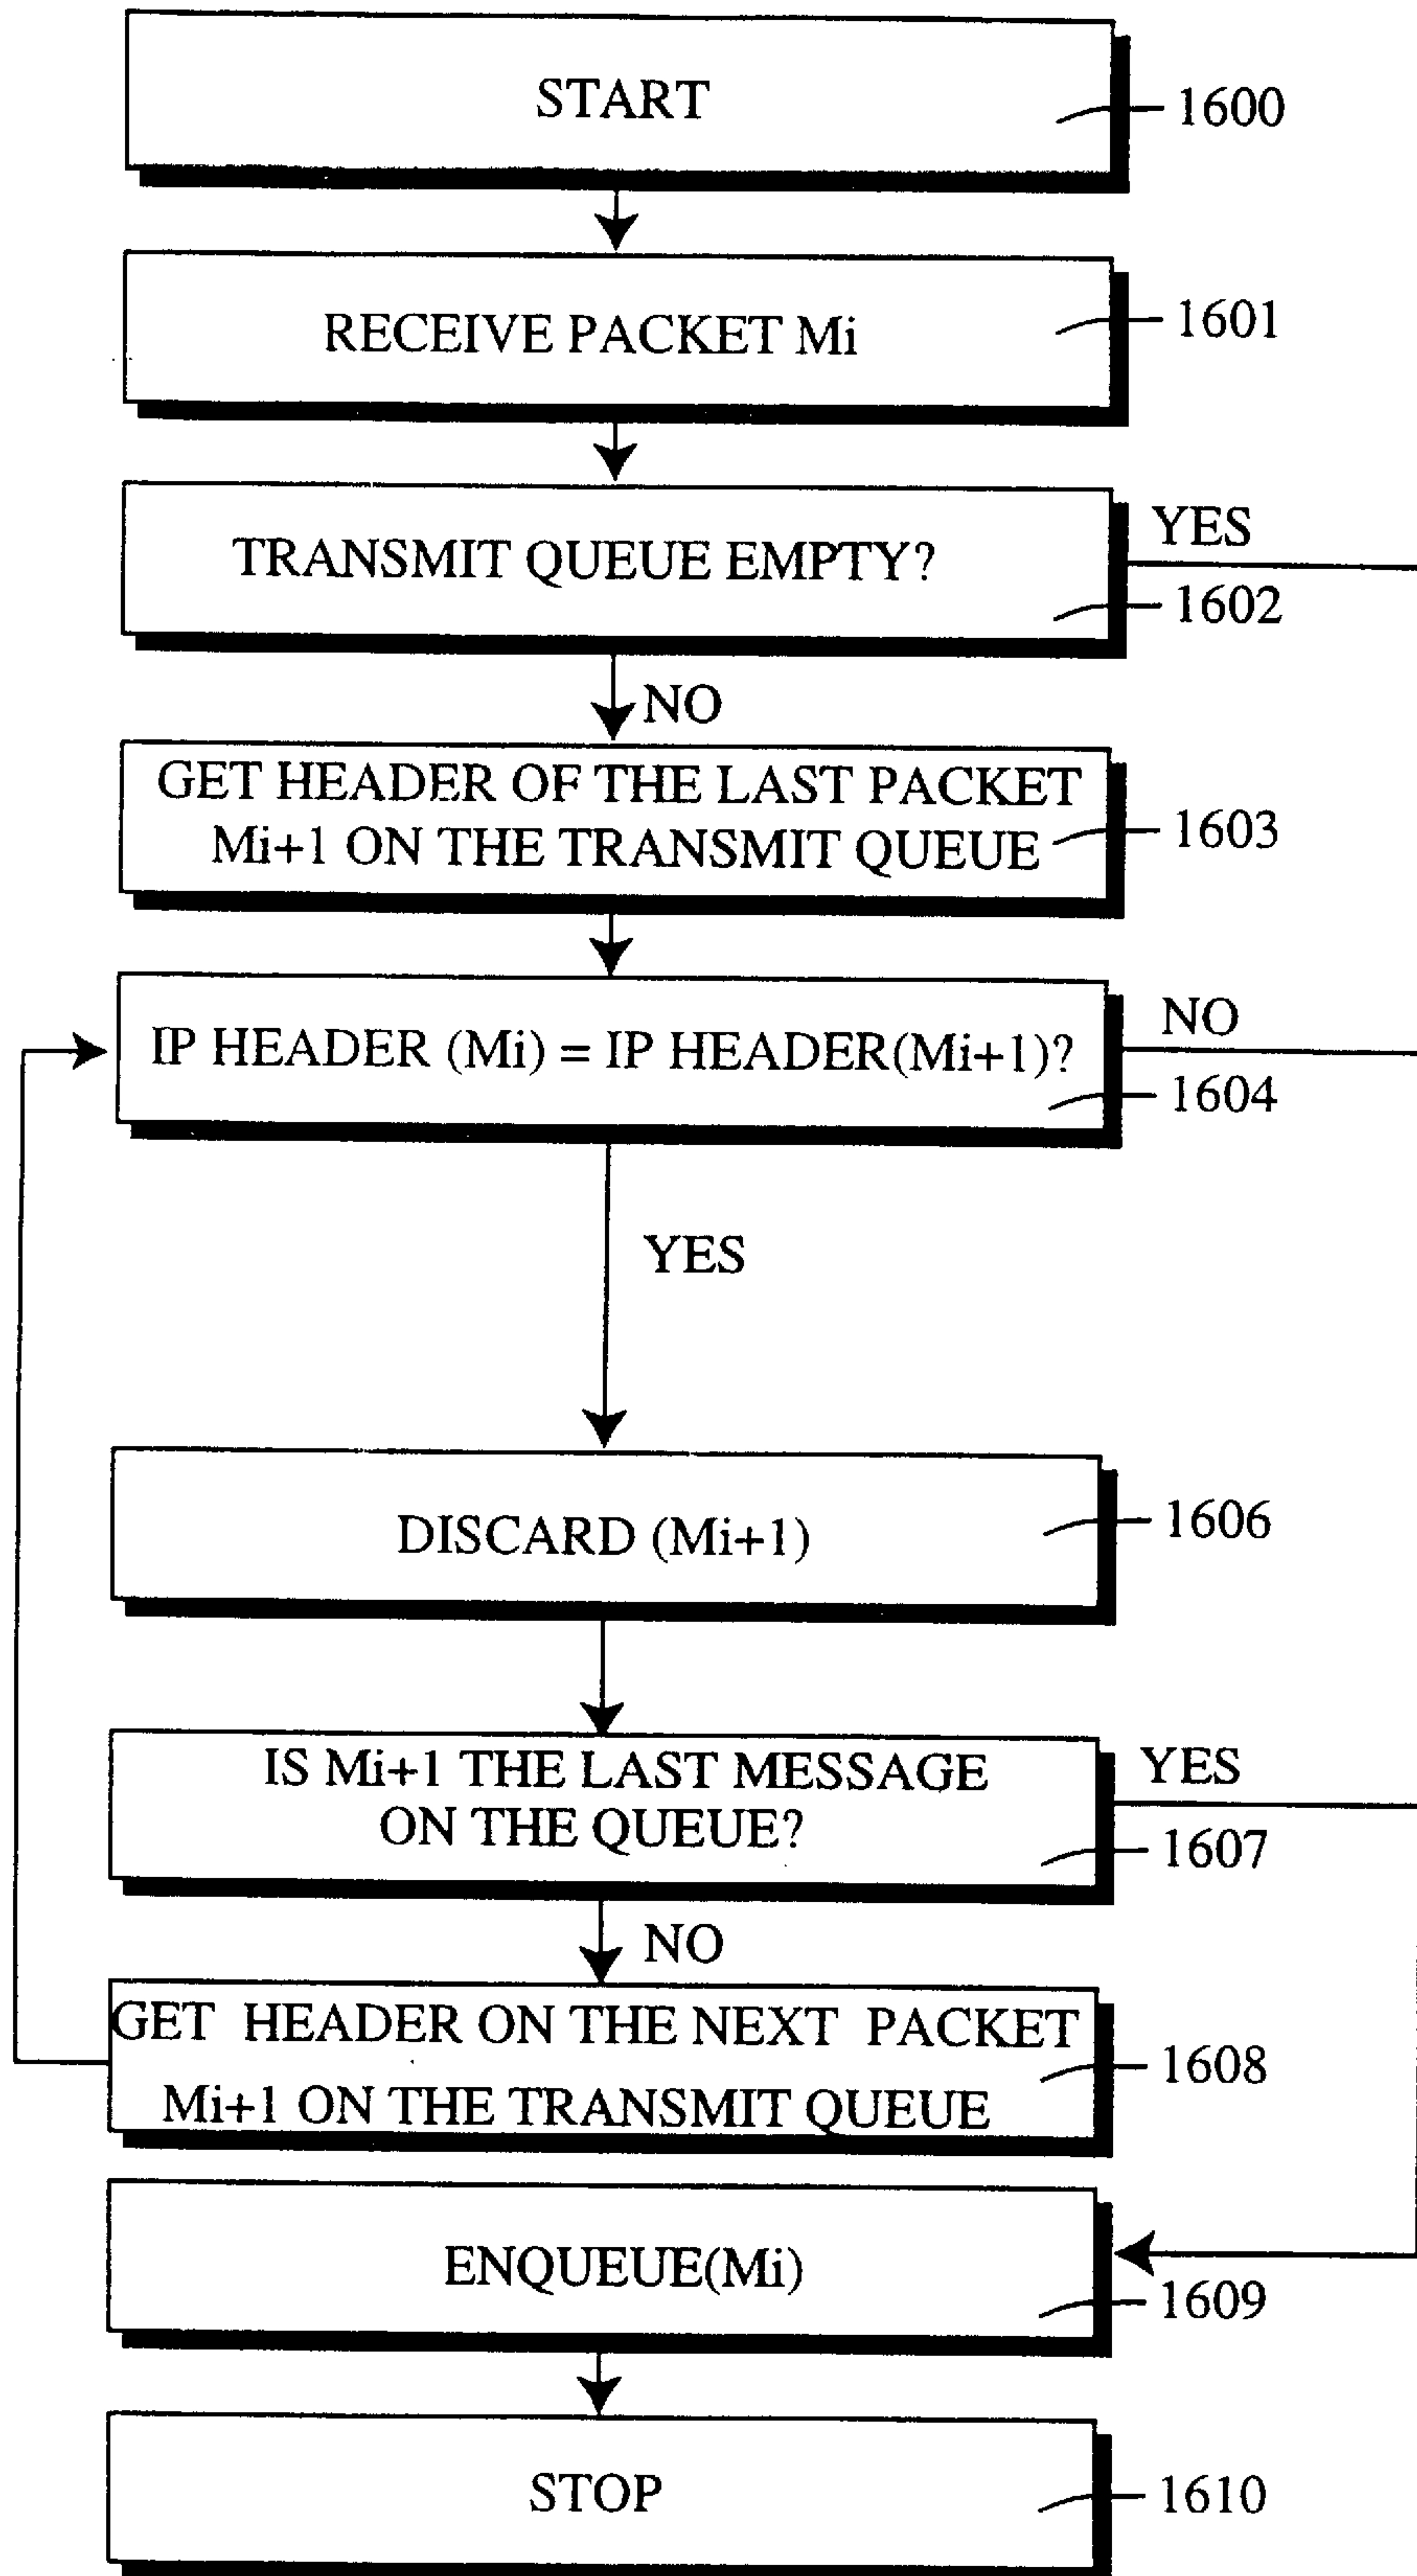 START
1600
RECEIVE PACKET Mi
1601
TRANSMIT QUEUE EMPTY?
YES
1602
NO
GET HEADER OF THE LAST PACKET
Mi+1 ON THE TRANSMIT QUEUE
1603
IP HEADER (Mi) = IP HEADER(Mi+1)?
NO
1604
YES
DISCARD (Mi+1)
1606
IS Mi+1 THE LAST MESSAGE
ON THE QUEUE?
YES
1607
NO
GET HEADER ON THE NEXT PACKET
Mi+1 ON THE TRANSMIT QUEUE
1608
ENQUEUE(Mi)
1609
STOP
1610